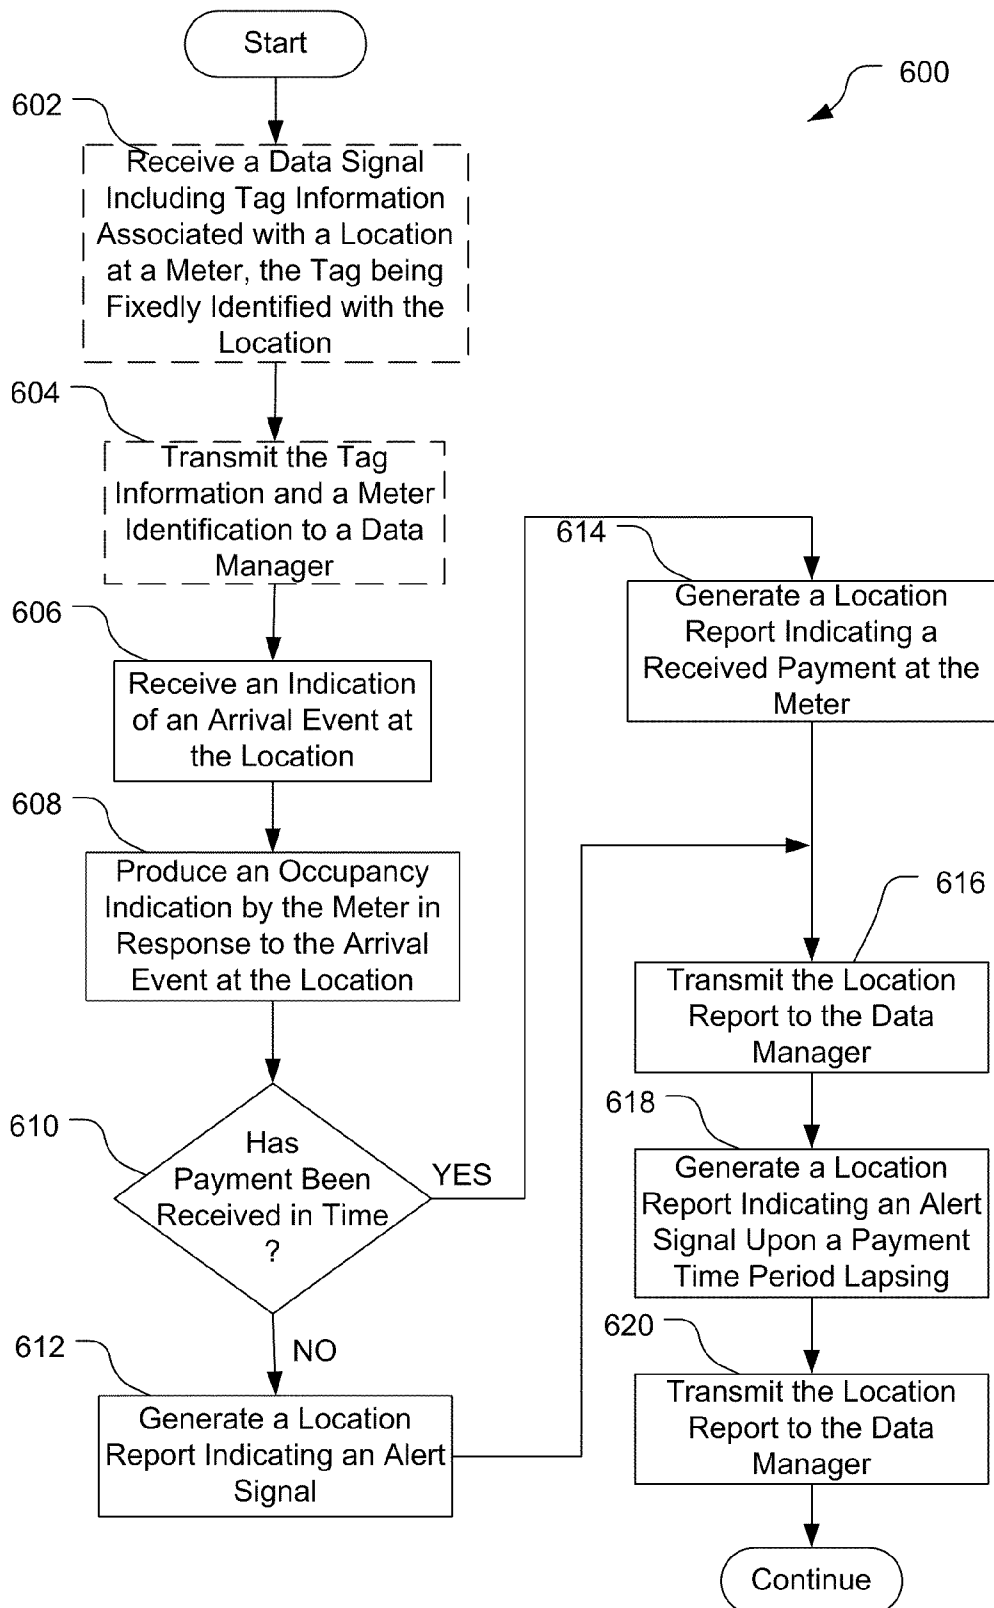 Start
600
602
Receive a Data Signal
Including Tag Information
Associated with a Location
at a Meter, the Tag being
Fixedly Identified with the
Location
604
Transmit the Tag
Information and a Meter
Identification to a Data
Manager
606
Receive an Indication
of an Arrival Event at
the Location
608
Produce an Occupancy
Indication by the Meter in
Response to the Arrival
Event at the Location
610
Has
Payment Been
Received in Time
?
YES
NO
612
Generate a Location
Report Indicating an Alert
Signal
614
Generate a Location
Report Indicating a
Received Payment at the
Meter
616
Transmit the Location
Report to the Data
Manager
618
Generate a Location
Report Indicating an Alert
Signal Upon a Payment
Time Period Lapsing
620
Transmit the Location
Report to the Data
Manager
Continue